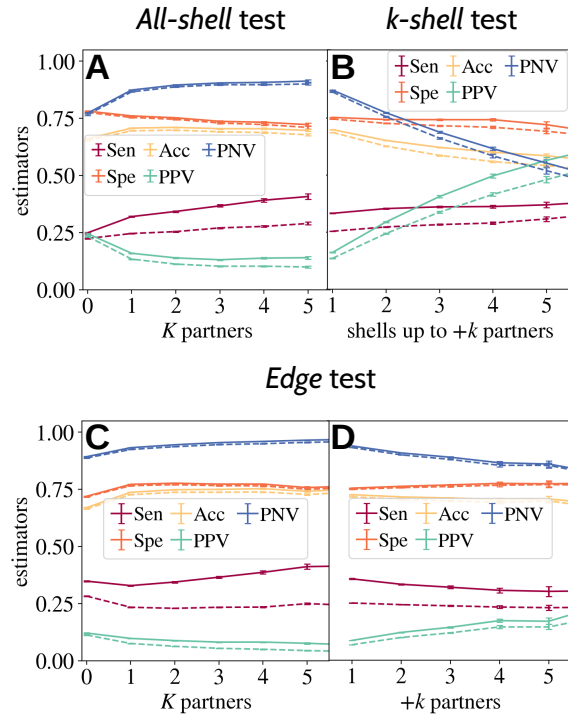 All-shell test
k-shell test
A
B
1.00
0.75
0.50
0.25
0.00
estimators
Sen Acc PNV
Spe PPV
Sen Acc PNV
Spe PPV
0 1 2 3 4 5
1 2 3 4 5
K partners
shells up to +k partners
Edge test
C
D
1.00
0.75
0.50
0.25
0.00
estimators
Sen Acc PNV
Spe PPV
Sen Acc PNV
Spe PPV
0 1 2 3 4 5
1 2 3 4 5
K partners
+k partners